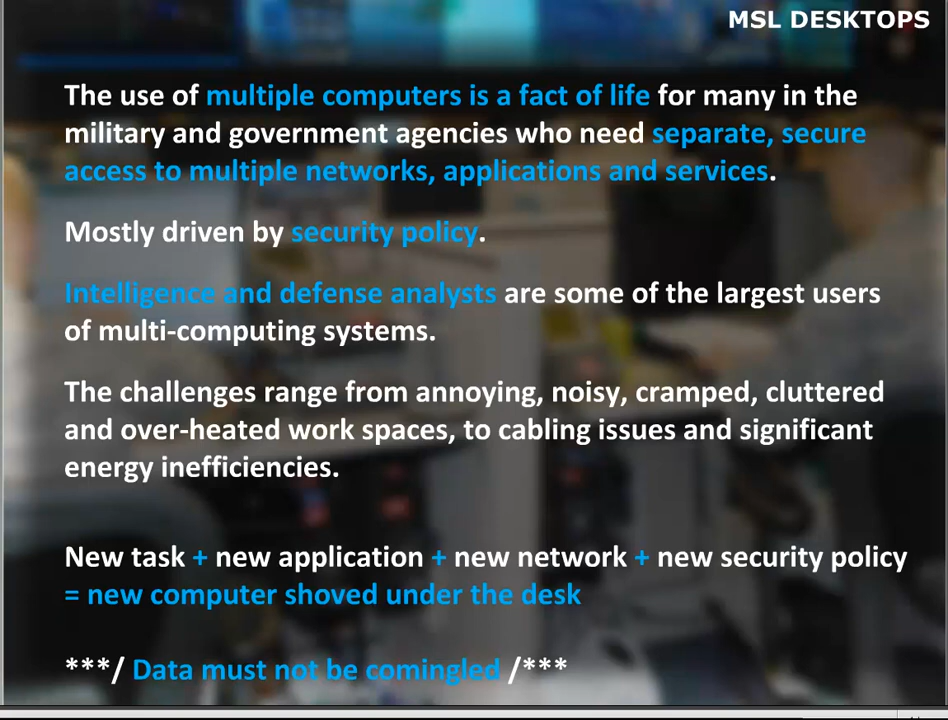 MSL DESKTOPS
The use of multiple computers is a fact of life for many in the
military and government agencies who need separate, secure
access to multiple networks, applications and services.
Mostly driven by security policy.
Intelligence and defense analysts are some of the largest users
of multi-computing systems.
The challenges range from annoying, noisy, cramped, cluttered
and over-heated work spaces, to cabling issues and significant
energy inefficiencies.
New task + new application + new network + new security policy
= new computer shoved under the desk
***/ Data must not be comingled /***